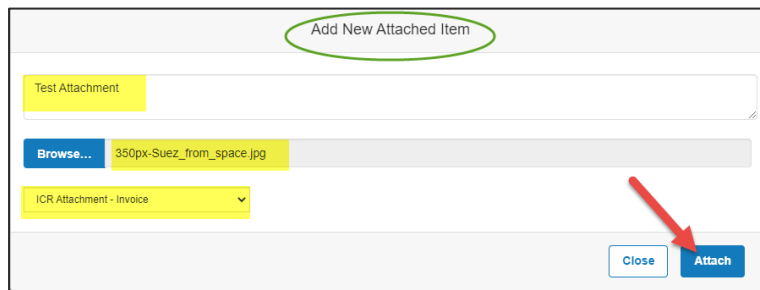 Add New Attached Item
Test Attachment
Browse... 350px-Suez_from_space.jpg
ICR Attachment - Invoice
Close Attach